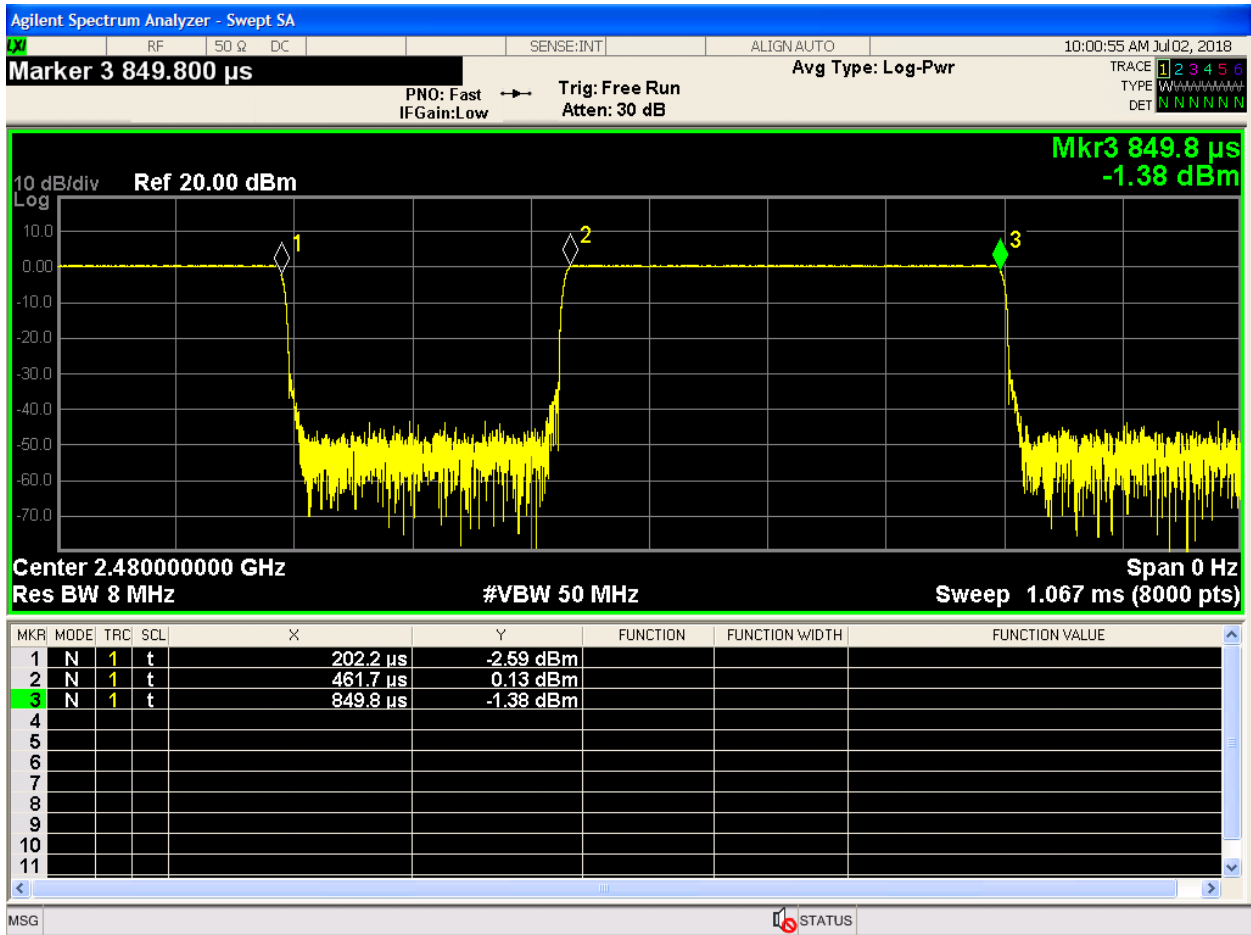 Agilent Spectrum Analyzer - Swept SA
LXI RF 50 Ω DC SENSE:INT ALIGN AUTO 10:00:55 AM Jul 02, 2018
Marker 3 849.800 µs
PNO: Fast
IFGain:Low
Trig: Free Run
Atten: 30 dB
Avg Type: Log-Pwr
TRACE 1 2 3 4 5 6
TYPE WWWWWW
DET N N N N N N
Mkr3 849.8 µs
-1.38 dBm
10 dB/div Ref 20.00 dBm
Log
10.0
0.00
-10.0
-20.0
-30.0
-40.0
-50.0
-60.0
-70.0
1
2
3
Center 2.480000000 GHz Span 0 Hz
Res BW 8 MHz #VBW 50 MHz Sweep 1.067 ms (8000 pts)
MKR MODE TRC SCL X Y FUNCTION FUNCTION WIDTH FUNCTION VALUE
1 N 1 t 202.2 µs -2.59 dBm
2 N 1 t 461.7 µs 0.13 dBm
3 N 1 t 849.8 µs -1.38 dBm
4
5
6
7
8
9
10
11
MSG STATUS